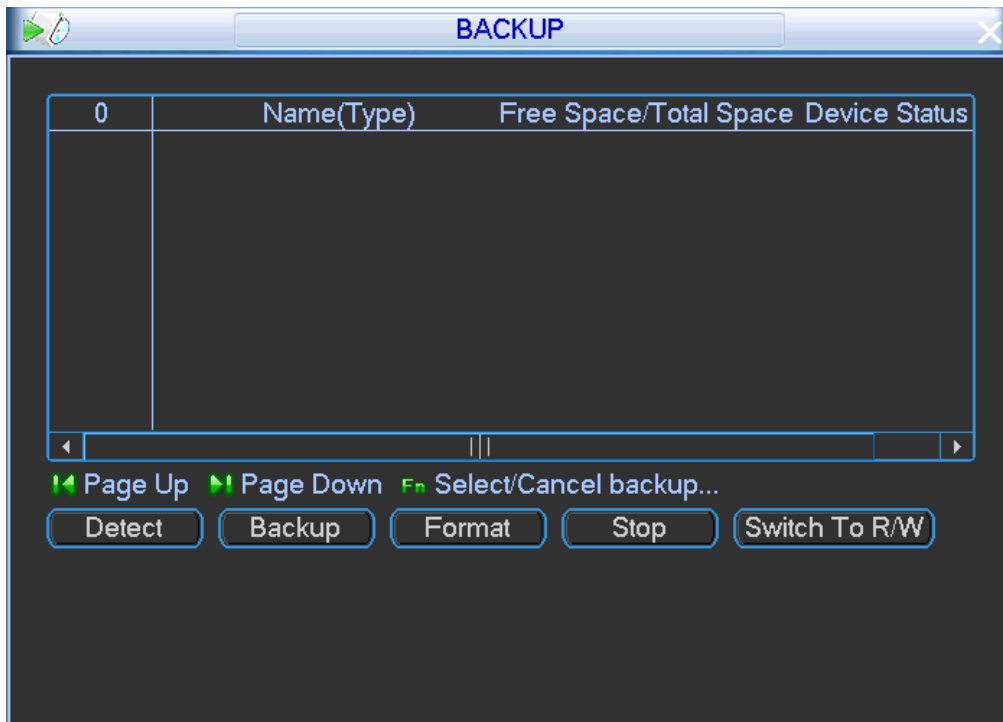 BACKUP
0 Name(Type) Free Space/Total Space Device Status
Page Up Page Down Fn Select/Cancel backup...
Detect Backup Format Stop Switch To R/W